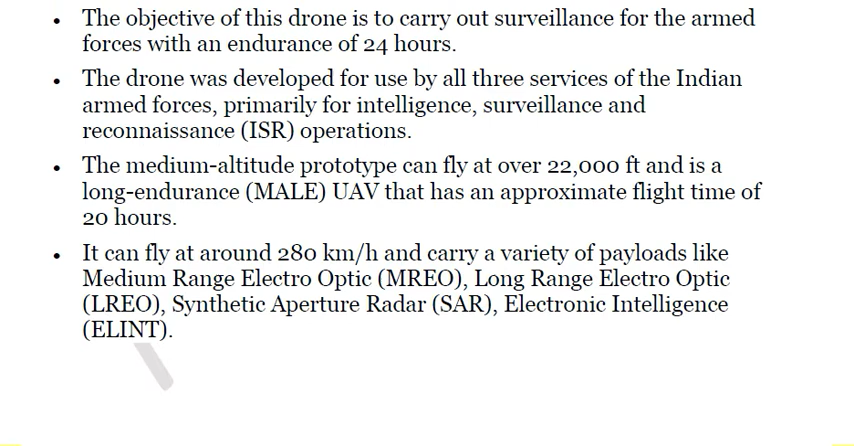 • The objective of this drone is to carry out surveillance for the armed
forces with an endurance of 24 hours.
• The drone was developed for use by all three services of the Indian
armed forces, primarily for intelligence, surveillance and
reconnaissance (ISR) operations.
• The medium-altitude prototype can fly at over 22,000 ft and is a
long-endurance (MALE) UAV that has an approximate flight time of
20 hours.
• It can fly at around 280 km/h and carry a variety of payloads like
Medium Range Electro Optic (MREO), Long Range Electro Optic
(LREO), Synthetic Aperture Radar (SAR), Electronic Intelligence
(ELINT).